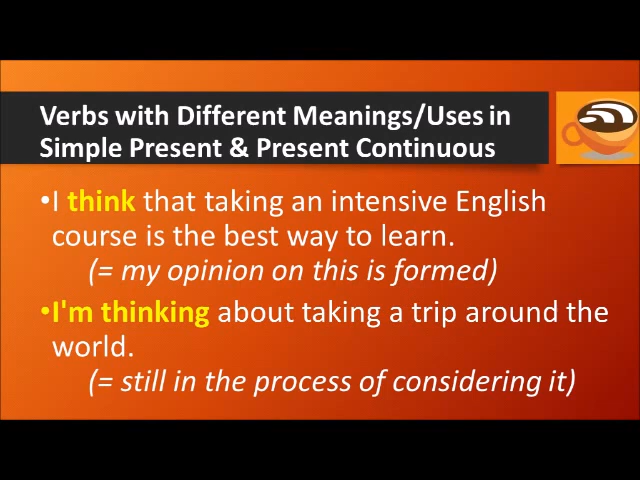 Verbs with Different Meanings/Uses in
Simple Present & Present Continuous
•I think that taking an intensive English
course is the best way to learn.
(= my opinion on this is formed)
•I'm thinking about taking a trip around the
world.
(= still in the process of considering it)